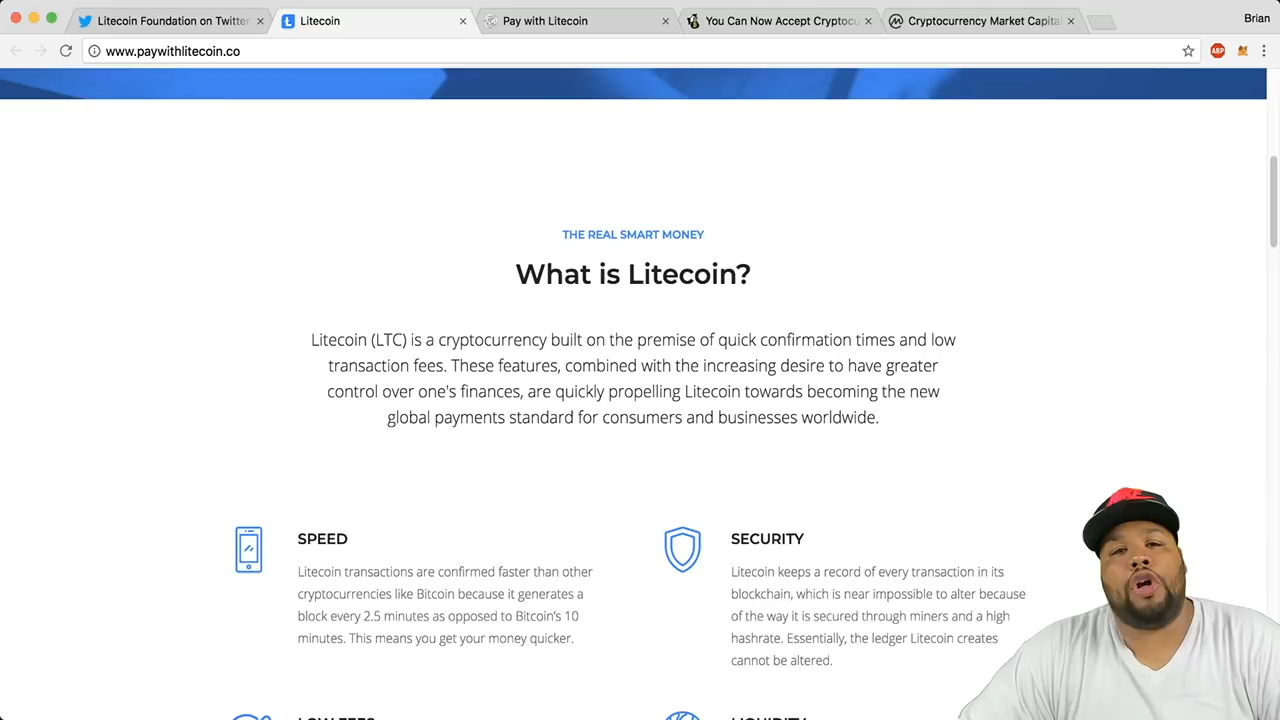 Litecoin Foundation on Twitter
Litecoin
Pay with Litecoin
You Can Now Accept Cryptocu
Cryptocurrency Market Capital
Brian
www.paywithlitecoin.co
ABP
THE REAL SMART MONEY
What is Litecoin?
Litecoin (LTC) is a cryptocurrency built on the premise of quick confirmation times and low
transaction fees. These features, combined with the increasing desire to have greater
control over one's finances, are quickly propelling Litecoin towards becoming the new
global payments standard for consumers and businesses worldwide.
SPEED
Litecoin transactions are confirmed faster than other
cryptocurrencies like Bitcoin because it generates a
block every 2.5 minutes as opposed to Bitcoin's 10
minutes. This means you get your money quicker.
SECURITY
Litecoin keeps a record of every transaction in its
blockchain, which is near impossible to alter because
of the way it is secured through miners and a high
hashrate. Essentially, the ledger Litecoin creates
cannot be altered.
LOW FEES
LIQUIDITY